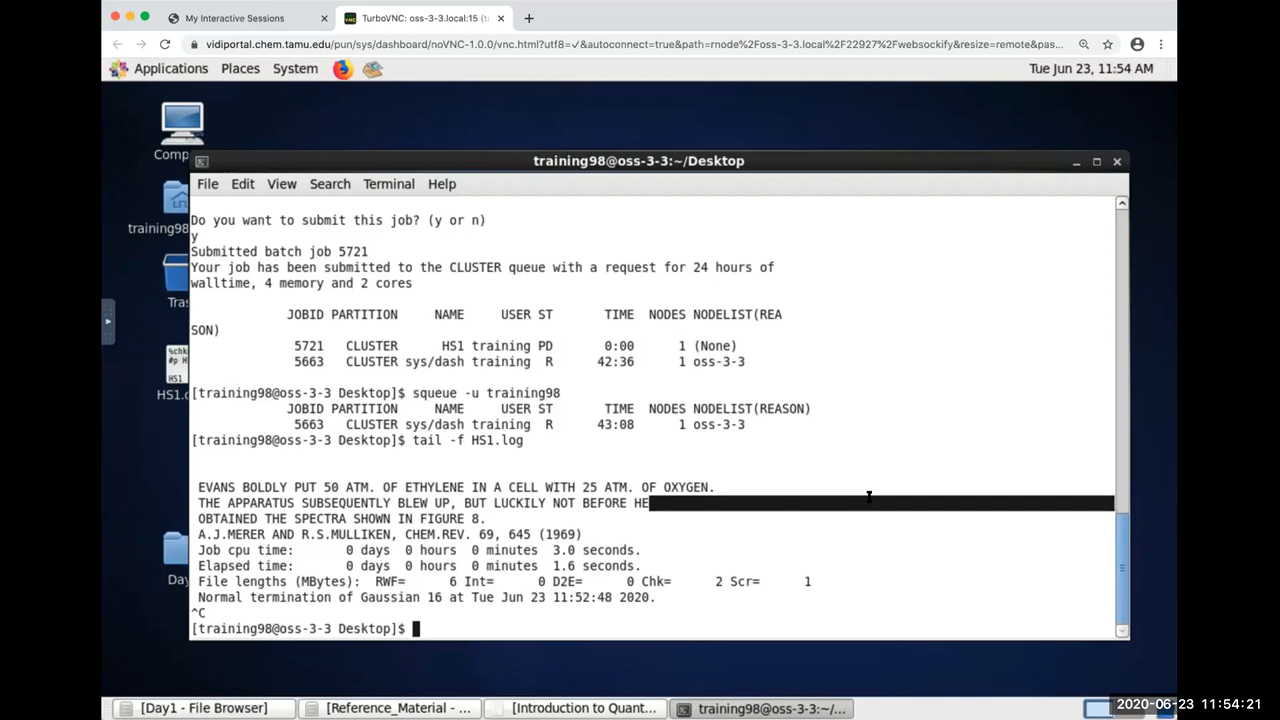 My Interactive Sessions
TurboVNC: oss-3-3.local:15 (t
vidiportal.chem.tamu.edu/pun/sys/dashboard/noVNC-1.0.0/vnc.html?utf8=✓&autoconnect=true&path=rnode%2Foss-3-3.local%2F22927%2Fwebsockify&resize=remote&pas...
Applications Places System
Tue Jun 23, 11:54 AM
Comp
training98
Tras
%chk
#p H
HS1
HS1.c
Day
training98@oss-3-3:~/Desktop
File Edit View Search Terminal Help
Do you want to submit this job? (y or n)
y
Submitted batch job 5721
Your job has been submitted to the CLUSTER queue with a request for 24 hours of
walltime, 4 memory and 2 cores
JOBID PARTITION NAME USER ST TIME NODES NODELIST(REA
SON)
5721 CLUSTER HS1 training PD 0:00 1 (None)
5663 CLUSTER sys/dash training R 42:36 1 oss-3-3
[training98@oss-3-3 Desktop]$ squeue -u training98
JOBID PARTITION NAME USER ST TIME NODES NODELIST(REASON)
5663 CLUSTER sys/dash training R 43:08 1 oss-3-3
[training98@oss-3-3 Desktop]$ tail -f HS1.log
EVANS BOLDLY PUT 50 ATM. OF ETHYLENE IN A CELL WITH 25 ATM. OF OXYGEN.
THE APPARATUS SUBSEQUENTLY BLEW UP, BUT LUCKILY NOT BEFORE HE
OBTAINED THE SPECTRA SHOWN IN FIGURE 8.
A.J.MERER AND R.S.MULLIKEN, CHEM.REV. 69, 645 (1969)
Job cpu time: 0 days 0 hours 0 minutes 3.0 seconds.
Elapsed time: 0 days 0 hours 0 minutes 1.6 seconds.
File lengths (MBytes): RWF= 6 Int= 0 D2E= 0 Chk= 2 Scr= 1
Normal termination of Gaussian 16 at Tue Jun 23 11:52:48 2020.
^C
[training98@oss-3-3 Desktop]$
[Day1 - File Browser]
[Reference_Material - ...
[Introduction to Quant...
training98@oss-3-3:~/...
2020-06-23 11:54:21